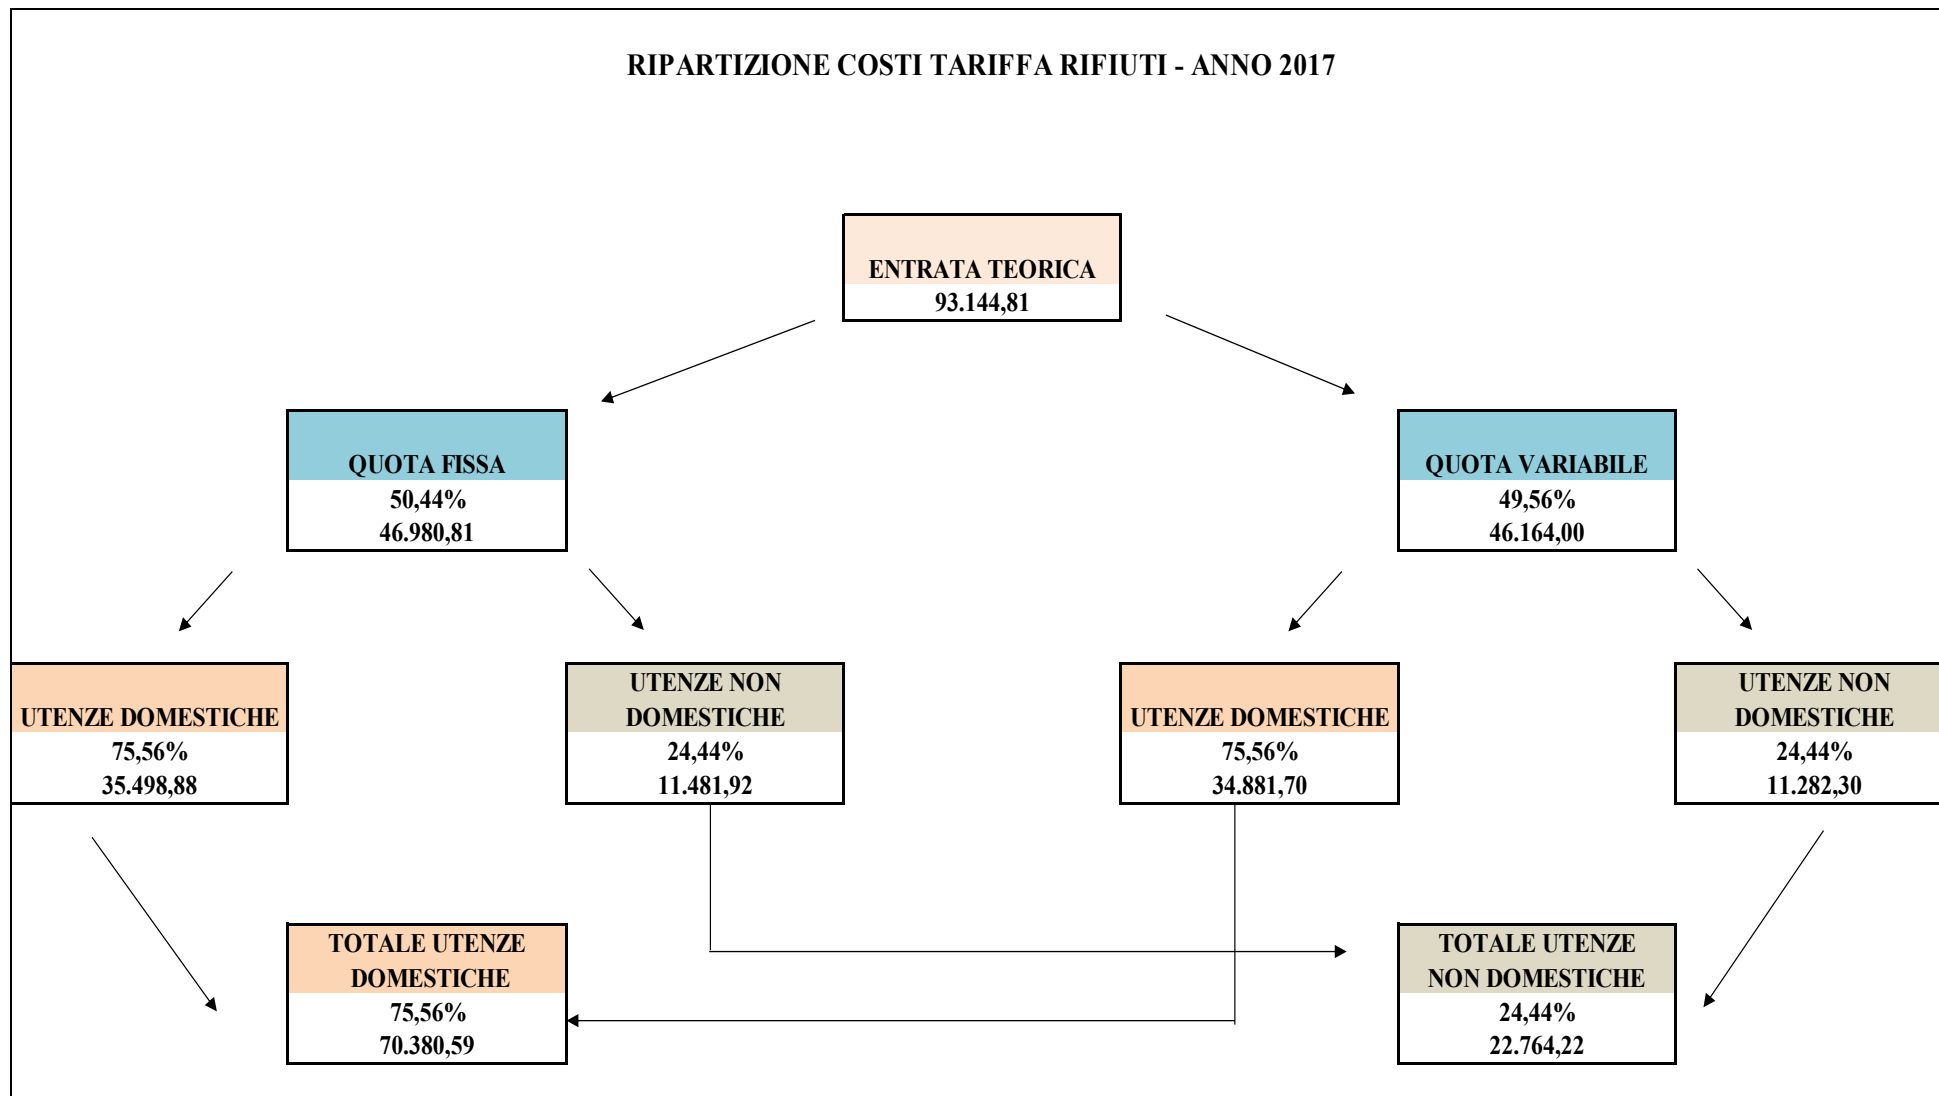 RIPARTIZIONE COSTI TARIFFA RIFIUTI - ANNO 2017
ENTRATA TEORICA
93.144,81
QUOTA FISSA
50,44%
46.980,81
QUOTA VARIABILE
49,56%
46.164,00
UTENZE DOMESTICHE
75,56%
35.498,88
UTENZE NON
DOMESTICHE
24,44%
11.481,92
UTENZE DOMESTICHE
75,56%
34.881,70
UTENZE NON
DOMESTICHE
24,44%
11.282,30
TOTALE UTENZE
DOMESTICHE
75,56%
70.380,59
TOTALE UTENZE
NON DOMESTICHE
24,44%
22.764,22